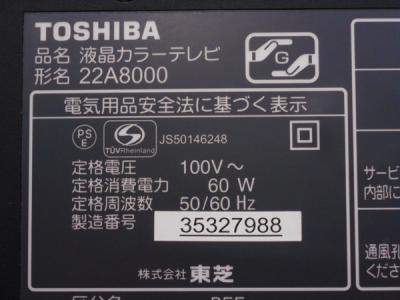 TOSHIBA
品名 液晶カラーテレビ
形名 22A8000
G
電気用品安全法に基づく表示
PS
E
TÜVRheinland
JS50146248
定格電圧 100V～
定格消費電力 60 W
定格周波数 50/60 Hz
製造番号 35327988
株式会社 東芝
サービ
内部に
通風孔
くださ